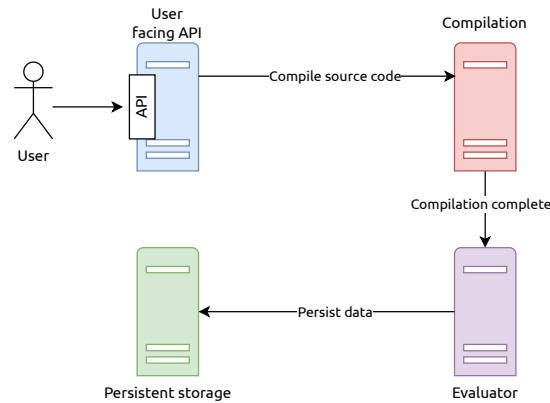 User
facing API
Compilation
API
Compile source code
User
Compilation complete
Persist data
Persistent storage
Evaluator